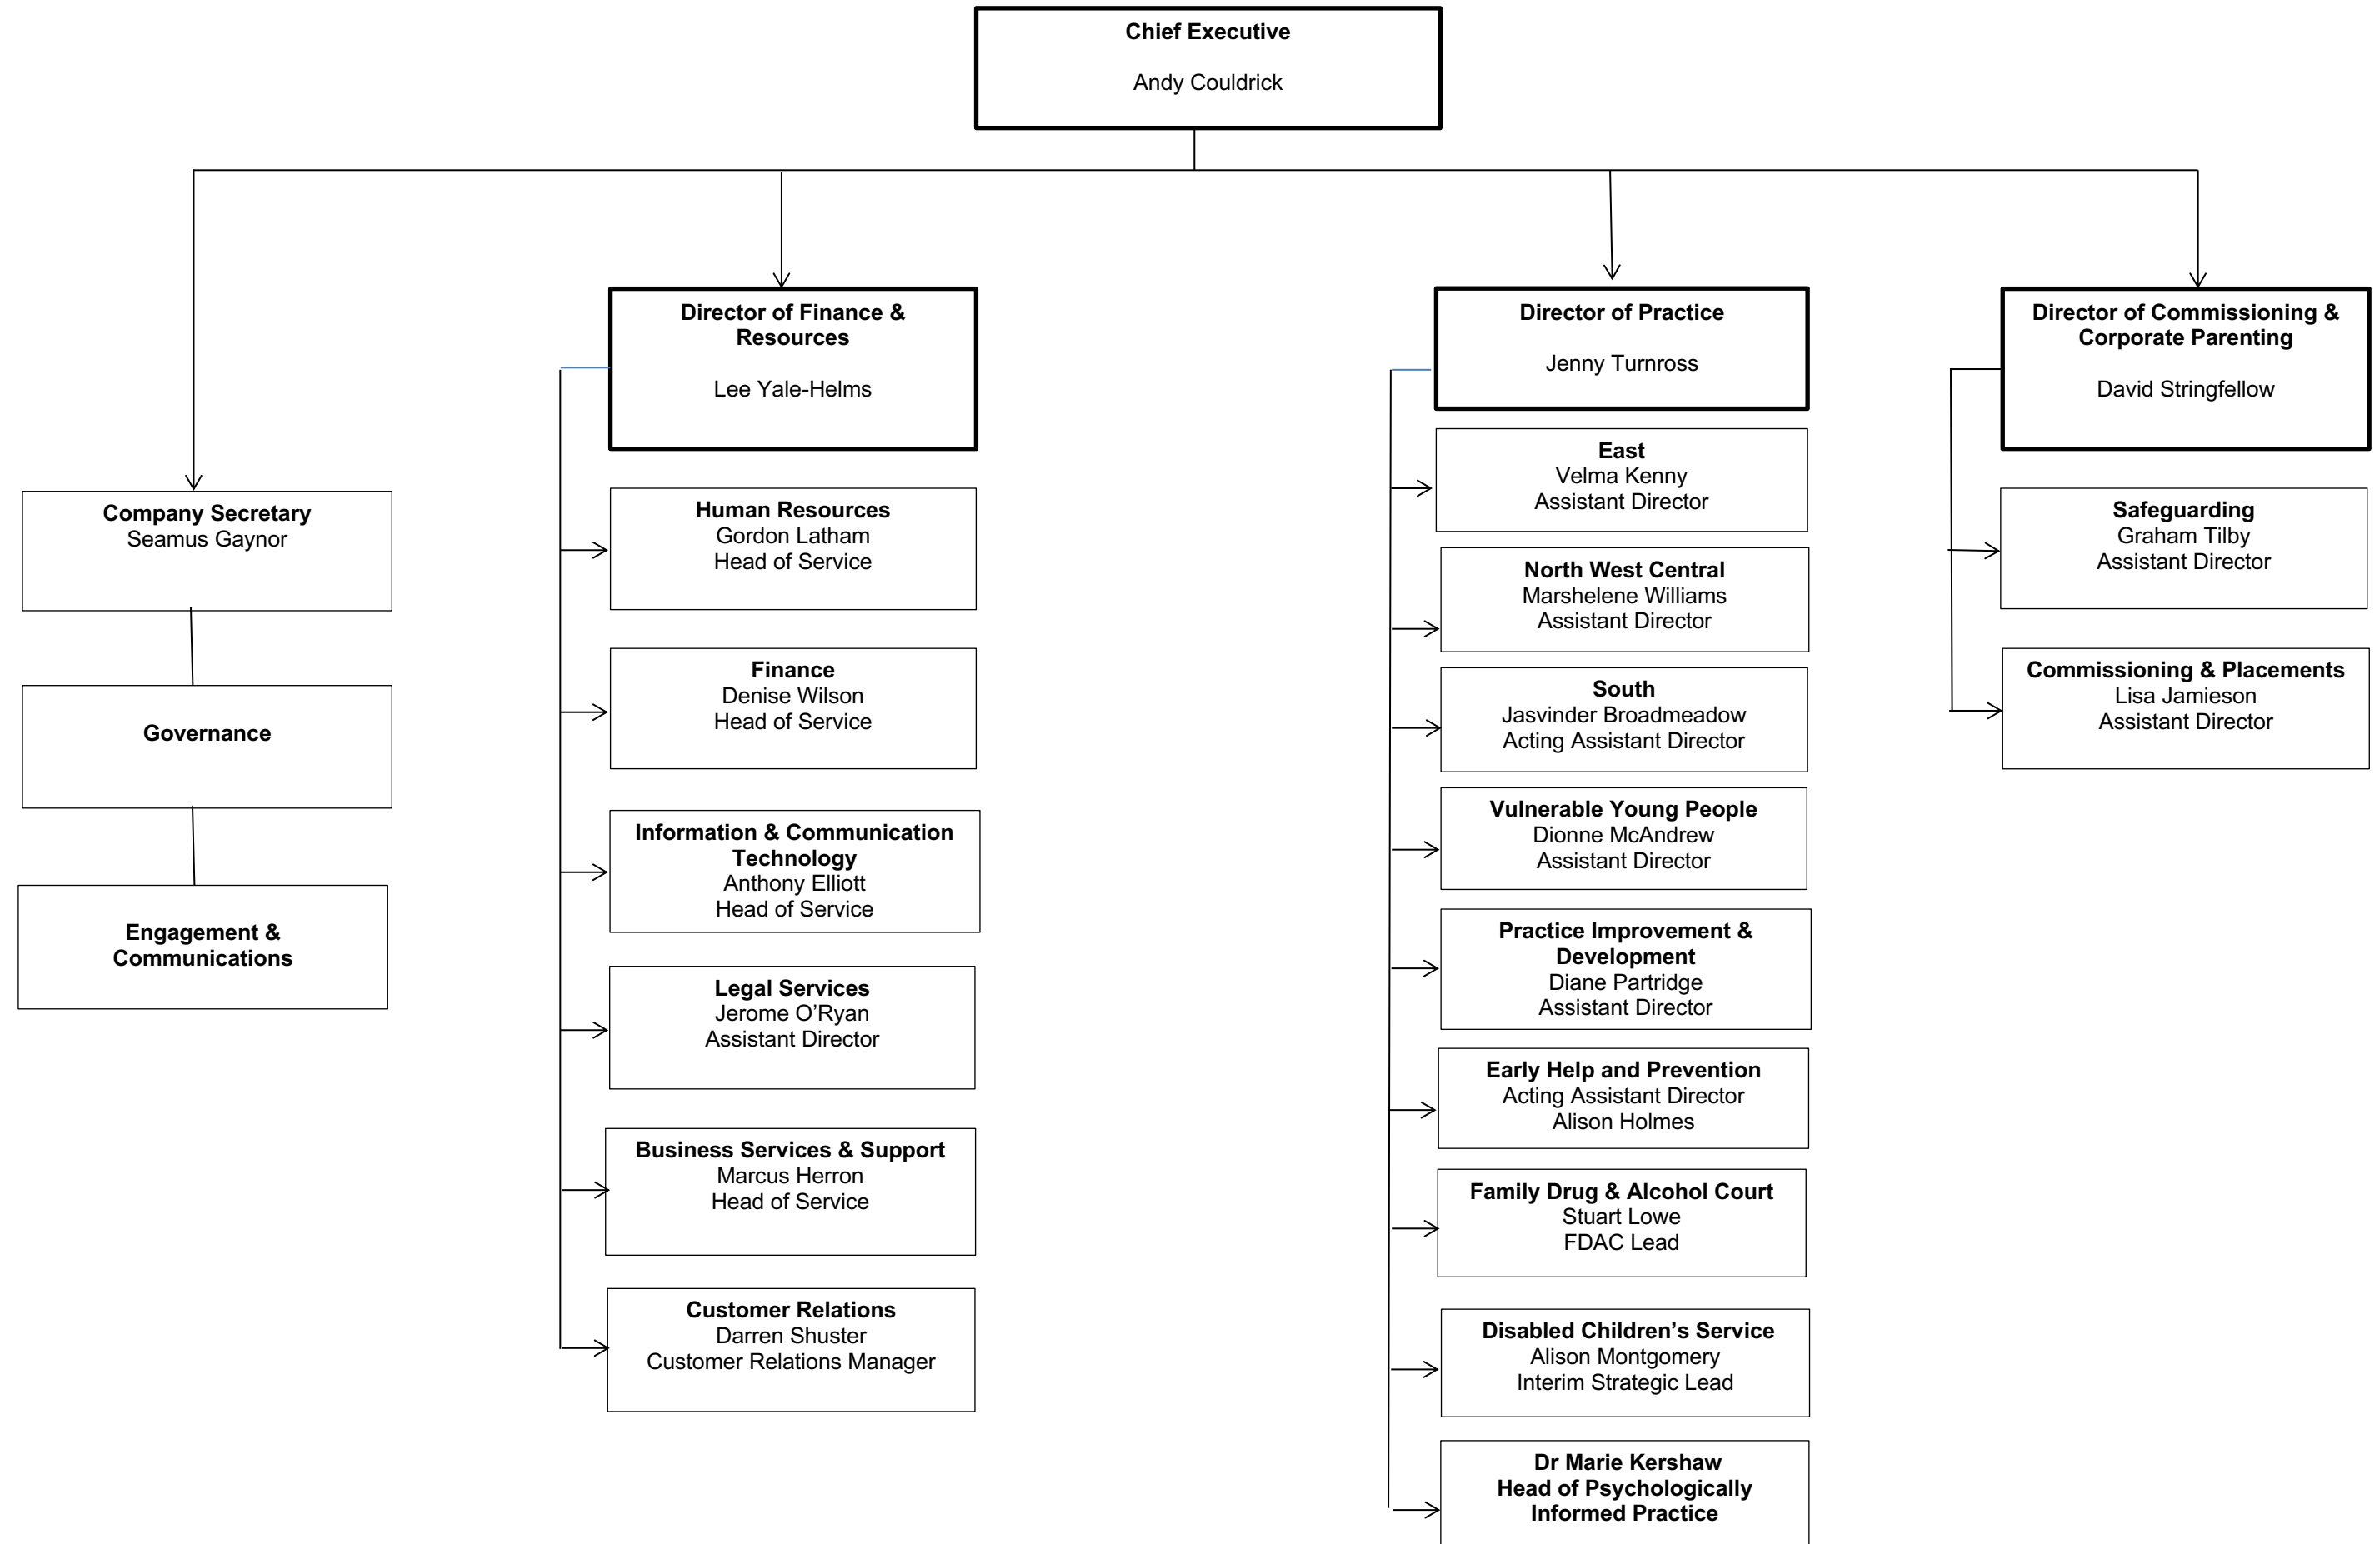 Chief Executive
Andy Couldrick
Company Secretary
Seamus Gaynor
Governance
Engagement &
Communications
Director of Finance &
Resources
Lee Yale-Helms
Human Resources
Gordon Latham
Head of Service
Finance
Denise Wilson
Head of Service
Information & Communication
Technology
Anthony Elliott
Head of Service
Legal Services
Jerome O’Ryan
Assistant Director
Business Services & Support
Marcus Herron
Head of Service
Customer Relations
Darren Shuster
Customer Relations Manager
Director of Practice
Jenny Turnross
East
Velma Kenny
Assistant Director
North West Central
Marshelene Williams
Assistant Director
South
Jasvinder Broadmeadow
Acting Assistant Director
Vulnerable Young People
Dionne McAndrew
Assistant Director
Practice Improvement &
Development
Diane Partridge
Assistant Director
Early Help and Prevention
Acting Assistant Director
Alison Holmes
Family Drug & Alcohol Court
Stuart Lowe
FDAC Lead
Disabled Children’s Service
Alison Montgomery
Interim Strategic Lead
Dr Marie Kershaw
Head of Psychologically
Informed Practice
Director of Commissioning &
Corporate Parenting
David Stringfellow
Safeguarding
Graham Tilby
Assistant Director
Commissioning & Placements
Lisa Jamieson
Assistant Director